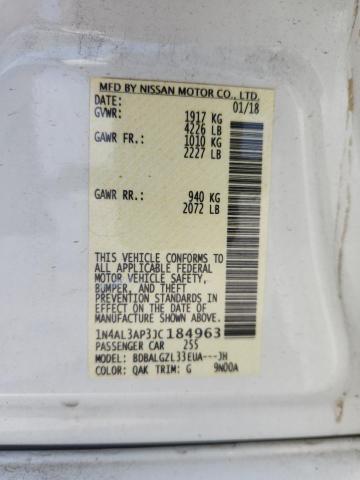 MFD BY NISSAN MOTOR CO., LTD.
DATE: 01/18
GVWR: 1917 KG
4226 LB
GAWR FR.: 1010 KG
2227 LB
GAWR RR.: 940 KG
2072 LB
THIS VEHICLE CONFORMS TO
ALL APPLICABLE FEDERAL
MOTOR VEHICLE SAFETY,
BUMPER, AND THEFT
PREVENTION STANDARDS IN
EFFECT ON THE DATE OF
MANUFACTURE SHOWN ABOVE.
1N4AL3AP3JC184963
PASSENGER CAR 255
MODEL: BDBALGZL33EUA---JH
COLOR: QAK TRIM: G 9N00A